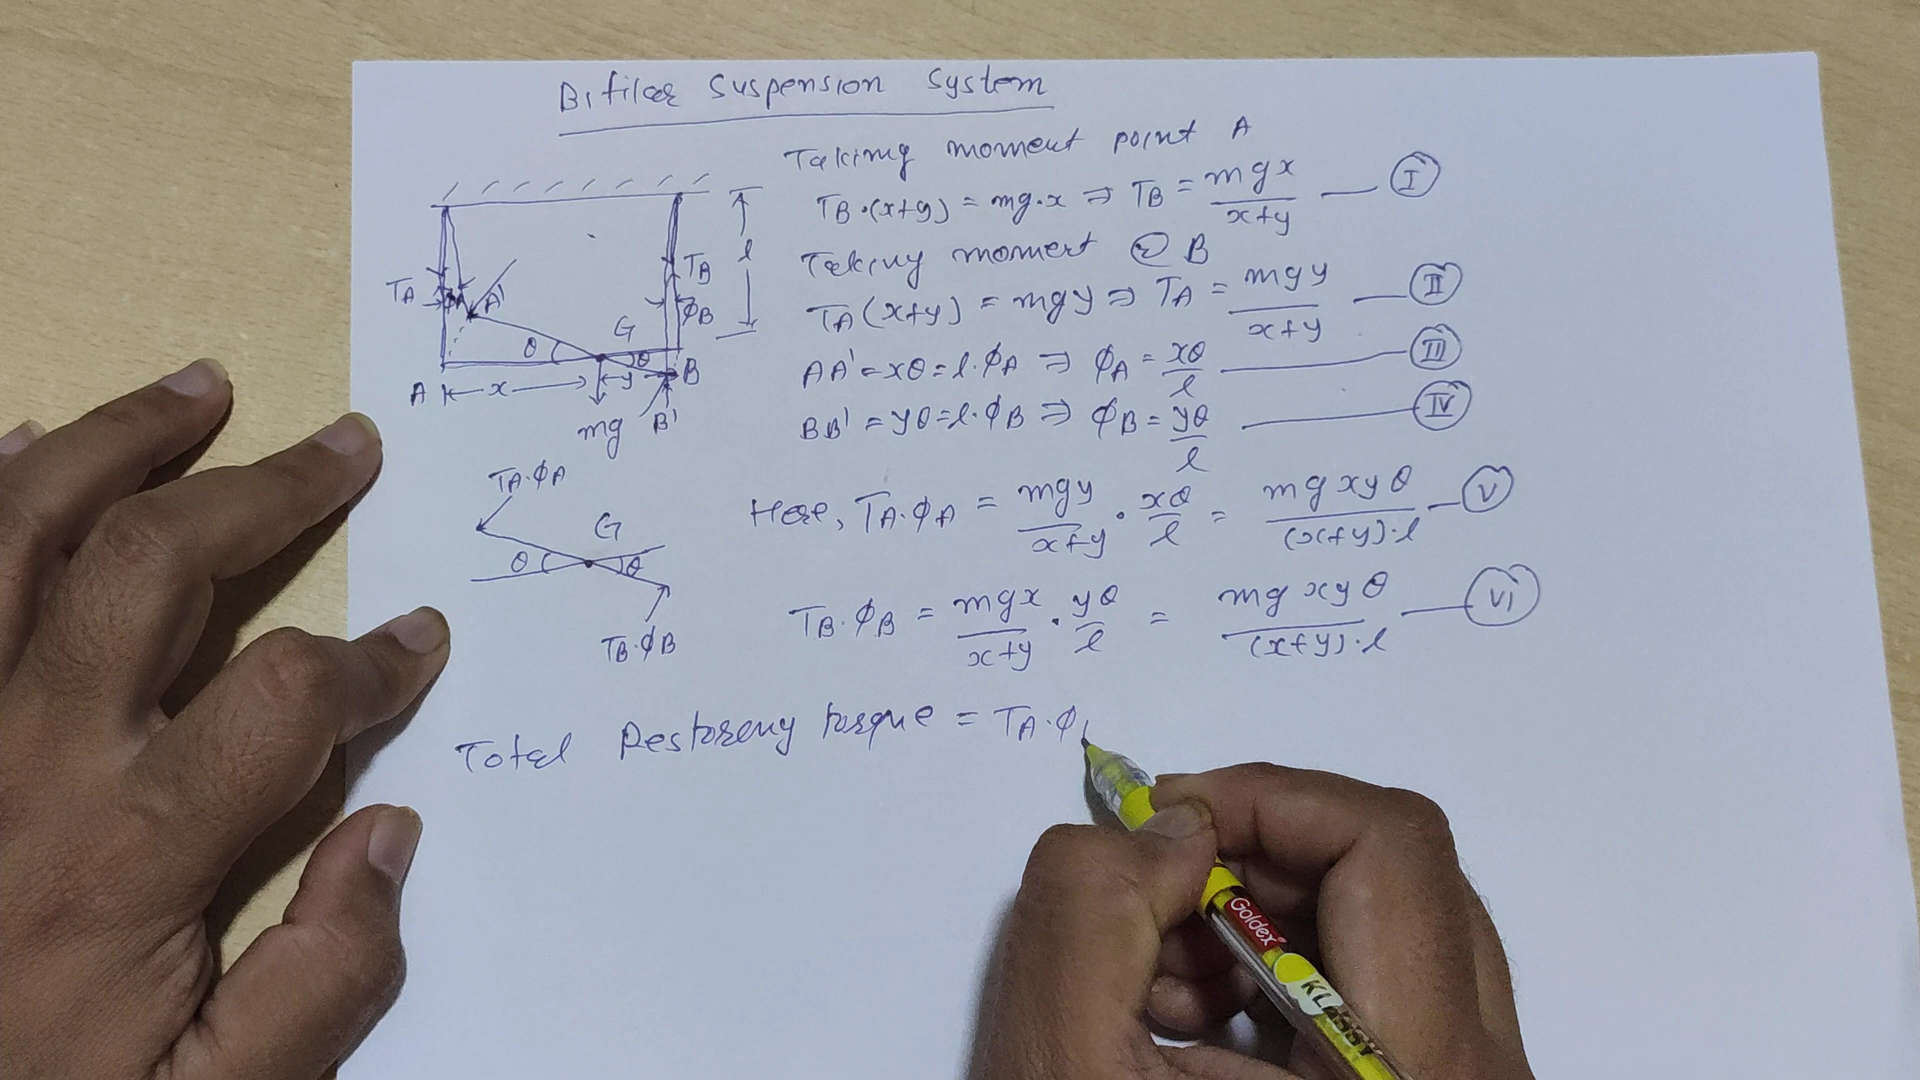 Bifilar Suspension System
Taking moment point A
TB·(x+y) = mg·x ⇒ TB = mgx/x+y — I
Taking moment @ B
TA(x+y) = mgy ⇒ TA = mgy/x+y — II
AA' = xθ = l·ϕA ⇒ ϕA = xθ/l — III
BB' = yθ = l·ϕB ⇒ ϕB = yθ/l — IV
TA
A'
G
TB
ϕB
l
θ
θ
A
x
y
B
mg
B'
TA·ϕA
G
θ
θ
TB·ϕB
Here, TA·ϕA = mgy/x+y · xθ/l = mgxyθ/(x+y)·l — V
TB·ϕB = mgx/x+y · yθ/l = mgxyθ/(x+y)·l — VI
Total Restoreng torque = TA·ϕ
Goldex
KLASSY